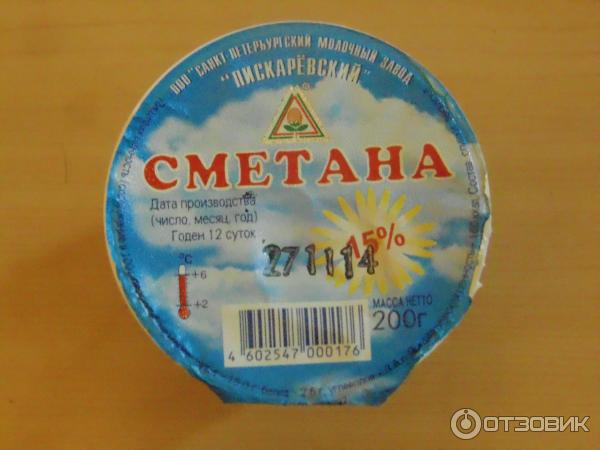 ООО "САНКТ-ПЕТЕРБУРГСКИЙ МОЛОЧНЫЙ ЗАВОД
"ПИСКАРЁВСКИЙ"
®
СМЕТАНА
Дата производства
(число, месяц, год)
Годен 12 суток
271114
15%
°C
+6
+2
МАССА НЕТТО
200г
4 602547 000176
ОТЗОВИК